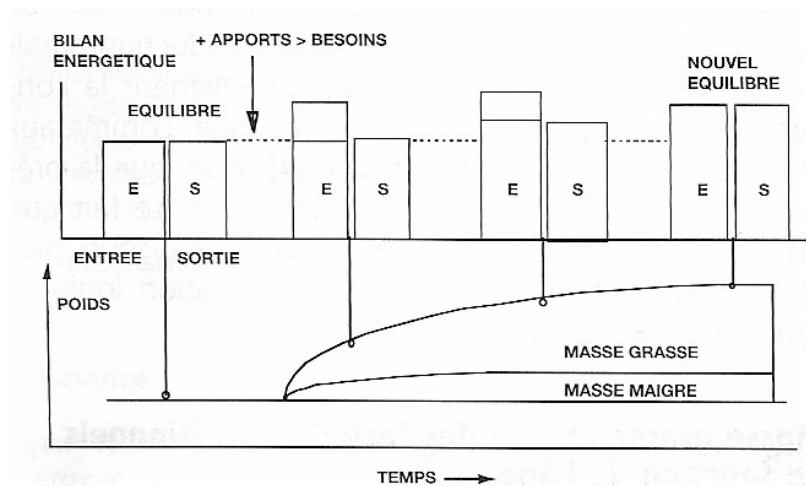 BILAN
ENERGETIQUE
+ APPORTS > BESOINS
EQUILIBRE
NOUVEL
EQUILIBRE
E
S
E
S
E
S
E
S
ENTREE
SORTIE
POIDS
MASSE GRASSE
MASSE MAIGRE
TEMPS